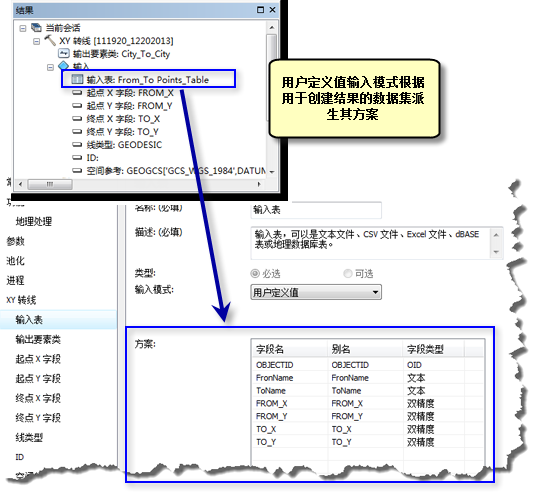 结果
当前会话
XY 转线 [111920_12202013]
输出要素类: City_To_City
输入
输入表: From_To Points_Table
起点 X 字段: FROM_X
起点 Y 字段: FROM_Y
终点 X 字段: TO_X
终点 Y 字段: TO_Y
线类型: GEODESIC
ID:
空间参考: GEOGCS['GCS_WGS_1984',DATUM
用户定义值输入模式根据
用于创建结果的数据集派
生其方案
地理处理
参数
池化
进程
XY 转线
输入表
输出要素类
起点 X 字段
起点 Y 字段
终点 X 字段
终点 Y 字段
线类型
ID
名称: (必填)
输入表
描述: (必填)
输入表，可以是文本文件、CSV 文件、Excel 文件、dBASE
表或地理数据库表。
类型:
必选
可选
输入模式:
用户定义值
方案:
字段名 别名 字段类型
OBJECTID OBJECTID OID
FronName FronName 文本
ToName ToName 文本
FROM_X FROM_X 双精度
FROM_Y FROM_Y 双精度
TO_X TO_X 双精度
TO_Y TO_Y 双精度